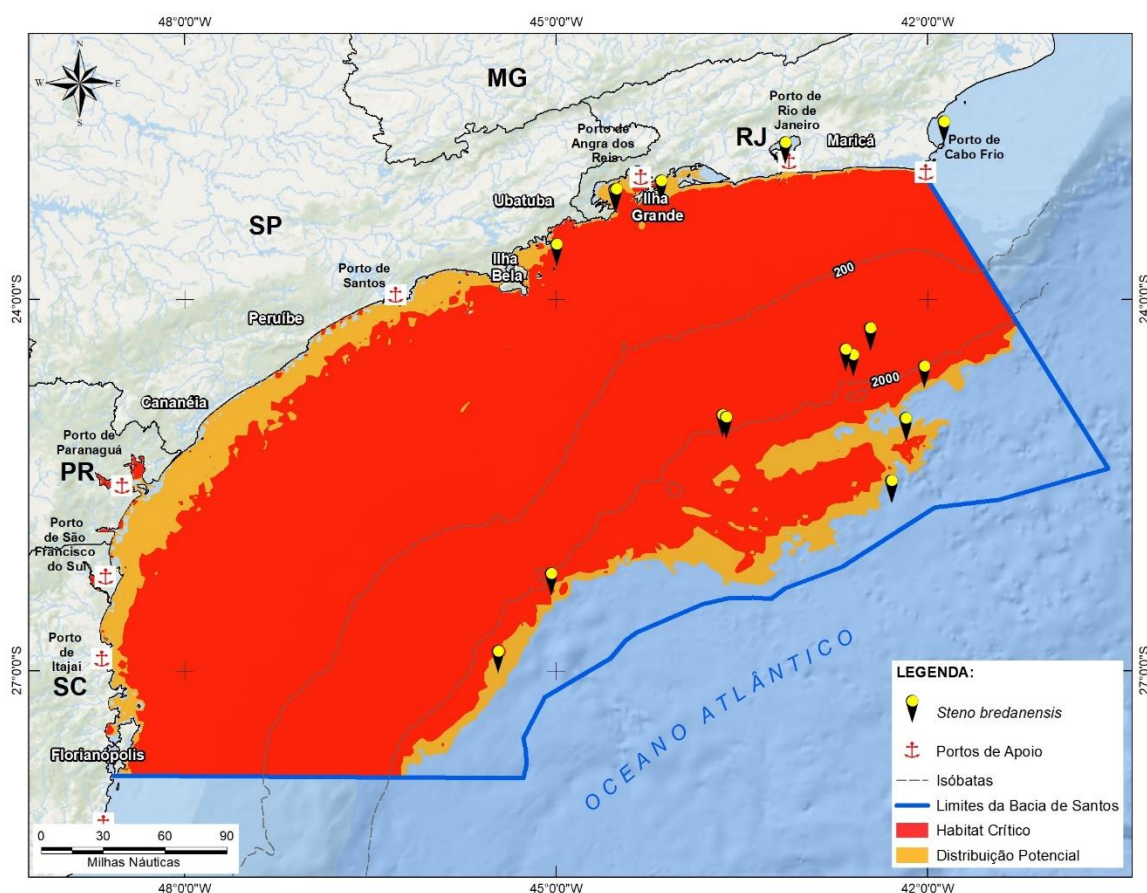 48°0'0"W
45°0'0"W
42°0'0"W
N
W
E
S
MG
Porto de
Rio de
Janeiro
Porto de
Angra dos
Reis
RJ
Maricá
Porto de
Cabo Frio
Ubatuba
Ilha
Grande
SP
Ilha
Bela
Porto de
Santos
200
24°0'0"S
24°0'0"S
Peruíbe
2000
Cananéia
Porto de
Paranaguá
PR
Porto
de São
Francisco
do Sul
Porto
de
Itajaí
SC
27°0'0"S
27°0'0"S
Florianópolis
OCEANO ATLÂNTICO
LEGENDA:
Steno bredanensis
Portos de Apoio
Isóbatas
Limites da Bacia de Santos
Habitat Crítico
Distribuição Potencial
0 30 60 90
Milhas Náuticas
48°0'0"W
45°0'0"W
42°0'0"W